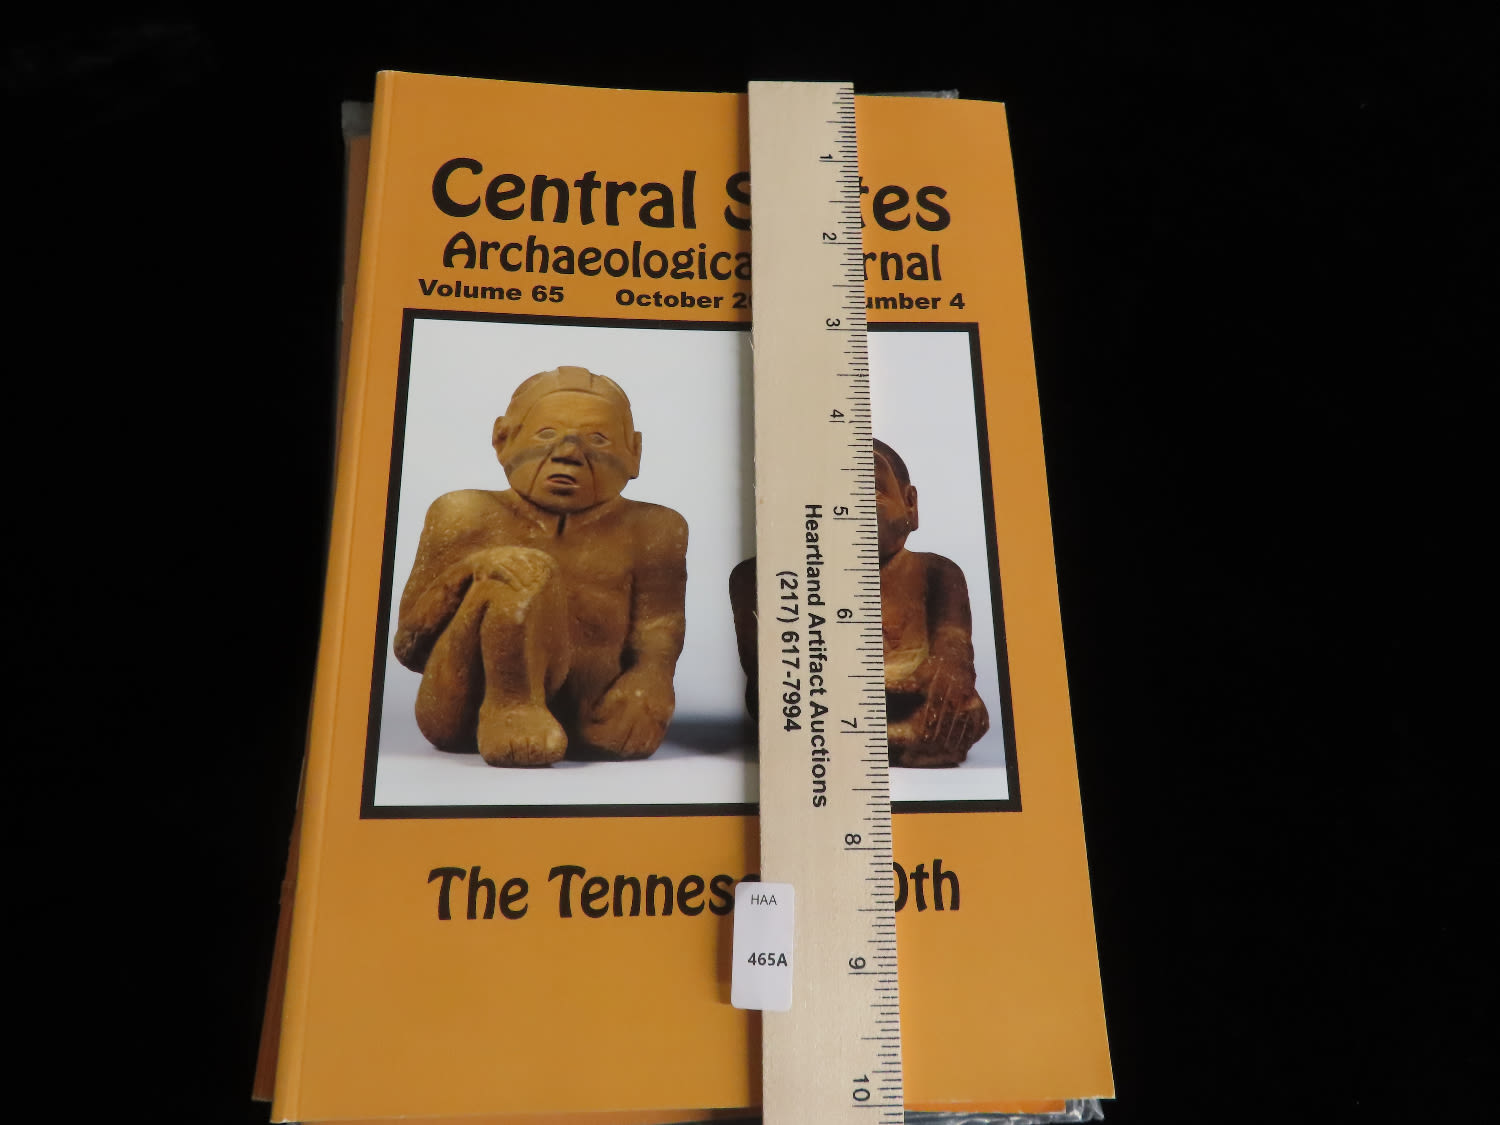 Central S tes
Archaeologica rnal
Volume 65 October 20 umber 4
The Tennes 0th
1
2
3
4
5
6
7
8
9
10
Heartland Artifact Auctions
(217) 617-7994
HAA
465A